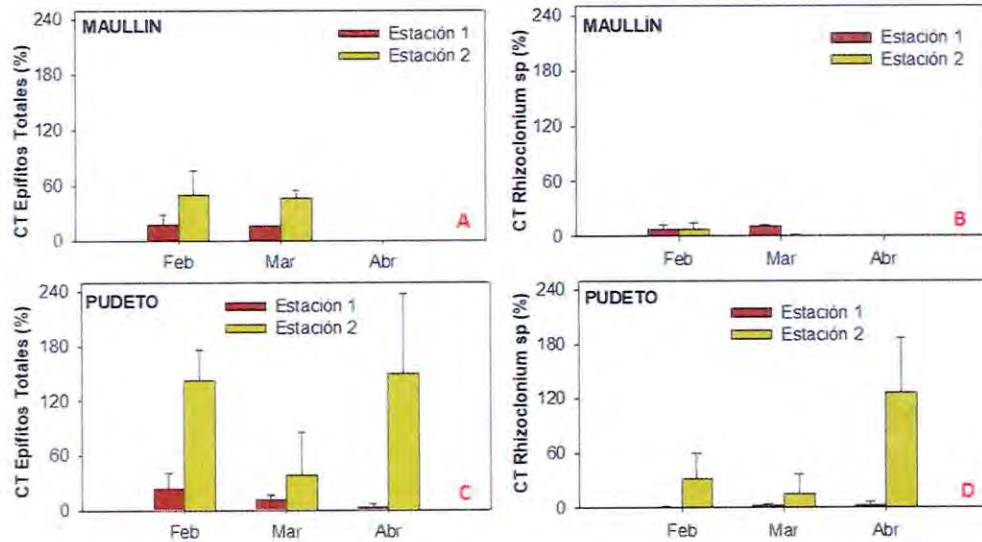 MAULLIN
Estación 1
Estación 2
CT Epífitos Totales (%)
240
180
120
60
0
Feb Mar Abr
A
MAULLÍN
Estación 1
Estación 2
CT Rhizoclonium sp (%)
240
180
120
60
0
Feb Mar Abr
B
PUDETO
Estación 1
Estación 2
CT Epífitos Totales (%)
240
180
120
60
0
Feb Mar Abr
C
PUDETO
Estación 1
Estación 2
CT Rhizoclonium sp (%)
240
180
120
60
0
Feb Mar Abr
D